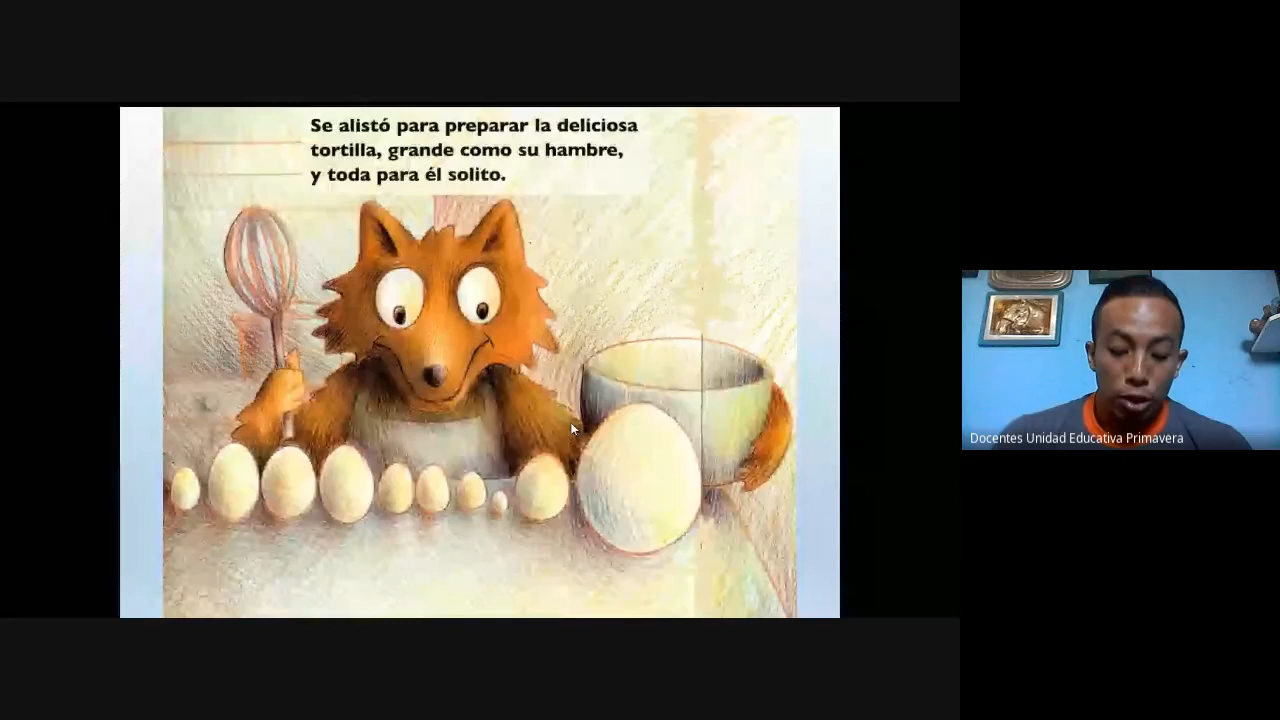 Se alistó para preparar la deliciosa
tortilla, grande como su hambre,
y toda para él solito.
Docentes Unidad Educativa Primavera